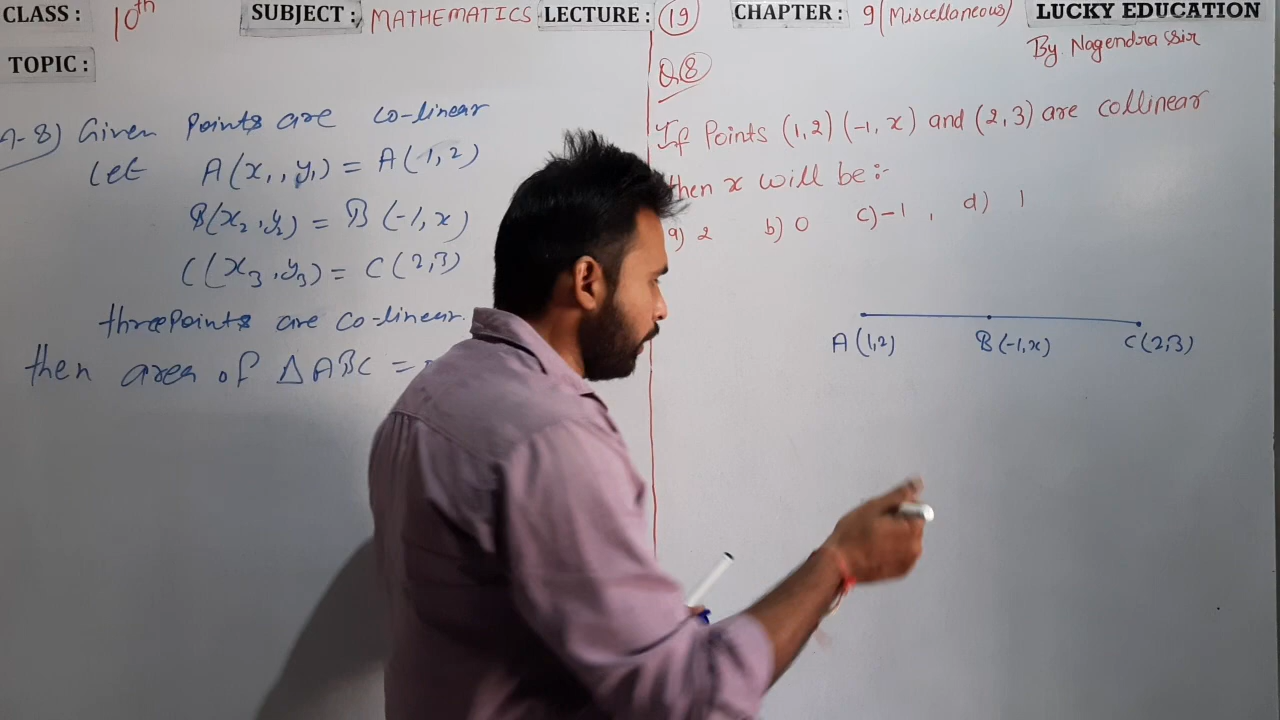 CLASS : 10th SUBJECT : MATHEMATICS LECTURE : 19 CHAPTER : 9 (Miscellaneous) LUCKY EDUCATION
By Nagendra Sir
TOPIC :
A-8) Given Points are co-linear
Let A(x₁, y₁) = A(1,2)
B(x₂, y₂) = B(-1, x)
C(x₃, y₃) = C(2,3)
three Points are co-linear.
then area of ΔABC =
Q.8
If Points (1,2) (-1, x) and (2,3) are collinear
then x will be :-
a) 2 b) 0 c) -1 , d) 1
A(1,2) B(-1,x) C(2,3)